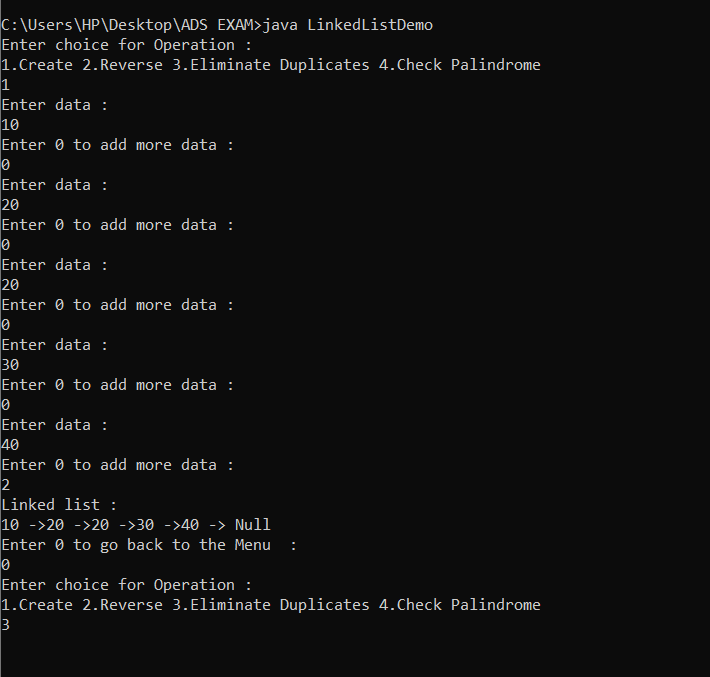 C:\Users\HP\Desktop\ADS EXAM>java LinkedListDemo
Enter choice for Operation :
1.Create 2.Reverse 3.Eliminate Duplicates 4.Check Palindrome
1
Enter data :
10
Enter 0 to add more data :
0
Enter data :
20
Enter 0 to add more data :
0
Enter data :
20
Enter 0 to add more data :
0
Enter data :
30
Enter 0 to add more data :
0
Enter data :
40
Enter 0 to add more data :
2
Linked list :
10 ->20 ->20 ->30 ->40 -> Null
Enter 0 to go back to the Menu  :
0
Enter choice for Operation :
1.Create 2.Reverse 3.Eliminate Duplicates 4.Check Palindrome
3